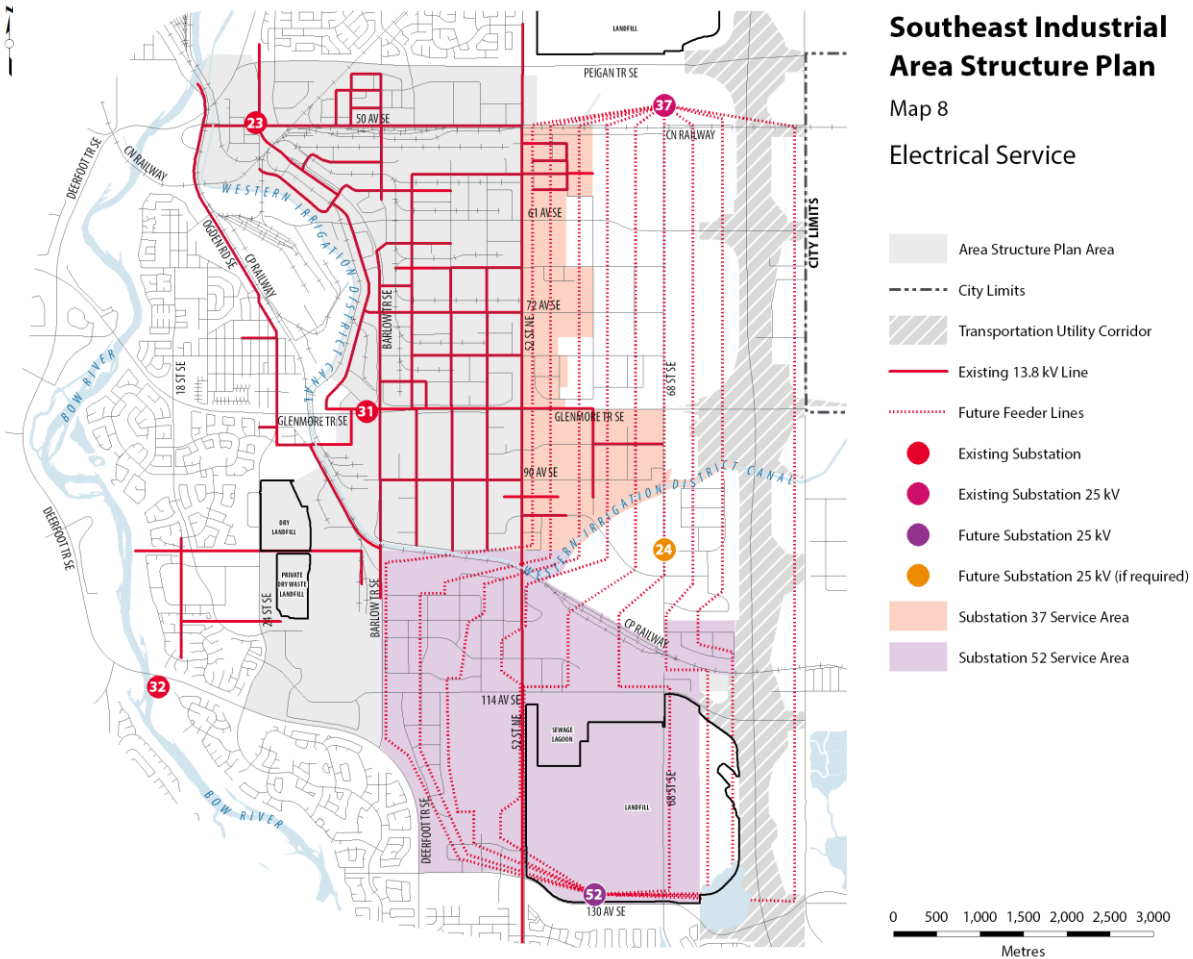 Southeast Industrial
Area Structure Plan
Map 8
Electrical Service
Area Structure Plan Area
City Limits
Transportation Utility Corridor
Existing 13.8 kV Line
Future Feeder Lines
Existing Substation
Existing Substation 25 kV
Future Substation 25 kV
Future Substation 25 kV (if required)
Substation 37 Service Area
Substation 52 Service Area
0 500 1,000 1,500 2,000 2,500 3,000
Metres
LANDFILL
PEIGAN TR SE
37
23
50 AV SE
CN RAILWAY
DEERFOOT TR SE
CN RAILWAY
WESTERN IRRIGATION DISTRICT CANAL
61 AV SE
OGDEN RD SE
CP RAILWAY
CITY LIMITS
BARLOW TR SE
72 AV SE
52 ST NE
68 ST SE
18 ST SE
BOW RIVER
31
GLENMORE TR SE
GLENMORE TR SE
90 AV SE
WESTERN IRRIGATION DISTRICT CANAL
DEERFOOT TR SE
DRY
LANDFILL
24
PRIVATE
DRY WASTE
LANDFILL
24 ST SE
BARLOW TR SE
CP RAILWAY
32
114 AV SE
52 ST NE
SEWAGE
LAGOON
68 ST SE
LANDFILL
BOW RIVER
DEERFOOT TR SE
52
130 AV SE